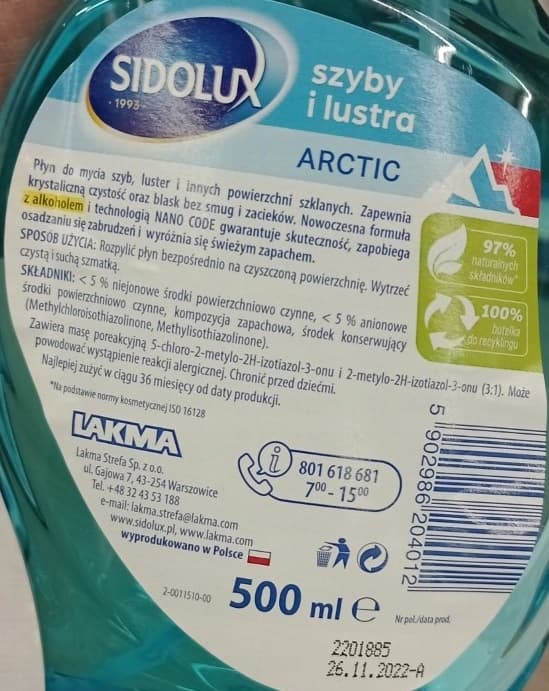 SIDOLUX
· 1993 ·
szyby
i lustra
ARCTIC
Płyn do mycia szyb, luster i innych powierzchni szklanych. Zapewnia
krystaliczną czystość oraz blask bez smug i zacieków. Nowoczesna formuła
z alkoholem i technologią NANO CODE gwarantuje skuteczność, zapobiega
osadzaniu się zabrudzeń i wyróżnia się świeżym zapachem.
SPOSÓB UŻYCIA: Rozpylić płyn bezpośrednio na czyszczoną powierzchnię. Wytrzeć
czystą i suchą szmatką.
SKŁADNIKI: < 5 % niejonowe środki powierzchniowo czynne, < 5 % anionowe
środki powierzchniowo czynne, kompozycja zapachowa, środek konserwujący
(Methylchloroisothiazolinone, Methylisothiazolinone).
Zawiera masę poreakcyjną 5-chloro-2-metylo-2H-izotiazol-3-onu i 2-metylo-2H-izotiazol-3-onu (3:1). Może
powodować wystąpienie reakcji alergicznej. Chronić przed dziećmi.
Najlepiej zużyć w ciągu 36 miesięcy od daty produkcji.
*Na podstawie normy kosmetycznej ISO 16128
97%
naturalnych
składników*
100%
butelka
do recyklingu
LAKMA
Lakma Strefa Sp. z o.o.
ul. Gajowa 7, 43-254 Warszowice
Tel. +48 32 43 53 188
e-mail: lakma.strefa@lakma.com
www.sidolux.pl, www.lakma.com
wyprodukowano w Polsce
i
801 618 681
7⁰⁰ - 15⁰⁰
5 902986 204012
2-0011510-00
500 ml ℮
Nr pol./data prod.
2201885
26.11.2022-A